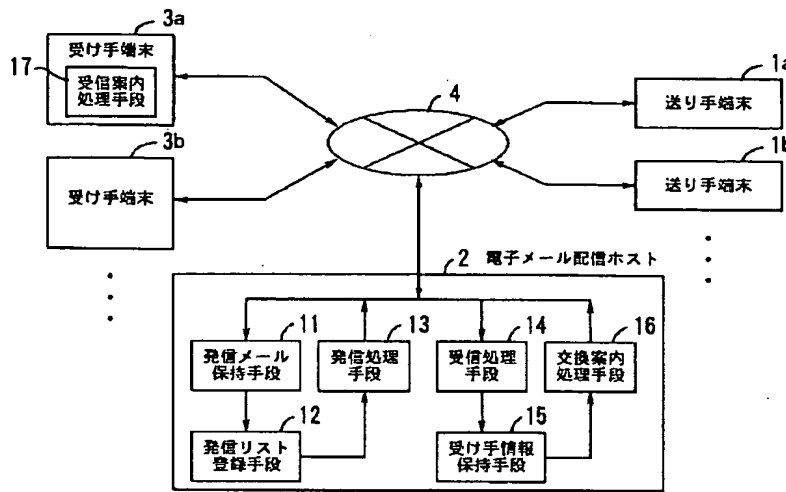 3a
受け手端末
17
受信案内
処理手段
3b
受け手端末
4
1a
送り手端末
1b
送り手端末
2
電子メール配信ホスト
11
発信メール
保持手段
13
発信処理
手段
14
受信処理
手段
16
交換案内
処理手段
12
発信リスト
登録手段
15
受け手情報
保持手段